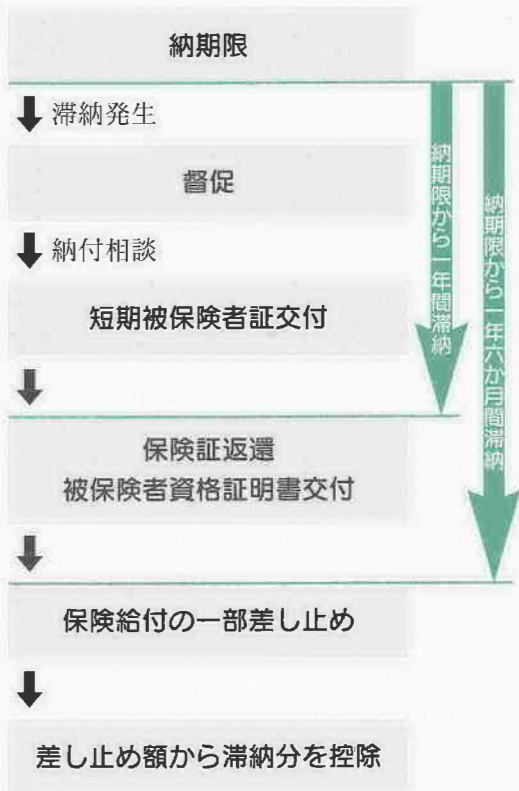 納期限
滞納発生
督促
納付相談
短期被保険者証交付
保険証返還
被保険者資格証明書交付
保険給付の一部差し止め
差し止め額から滞納分を控除
納期限から一年間滞納
納期限から一年六か月間滞納